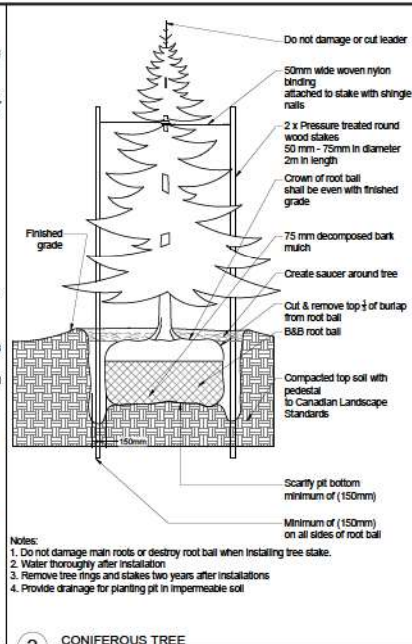 Do not damage or cut leader
50mm wide woven nylon
binding
attached to stake with shingle
nails
2 x Pressure treated round
wood stakes
50 mm - 75mm in diameter
2m in length
Crown of root ball
shall be even with finished
grade
Finished
grade
75 mm decomposed bark
mulch
Create saucer around tree
Cut & remove top ⅓ of burlap
from root ball
B&B root ball
Compacted top soil with
pedestal
to Canadian Landscape
Standards
150mm
Scarify pit bottom
minimum of (150mm)
Minimum of (150mm)
on all sides of root ball
Notes:
1. Do not damage main roots or destroy root ball when installing tree stake.
2. Water thoroughly after installation
3. Remove tree rings and stakes two years after installations
4. Provide drainage for planting pit in impermeable soil
CONIFEROUS TREE